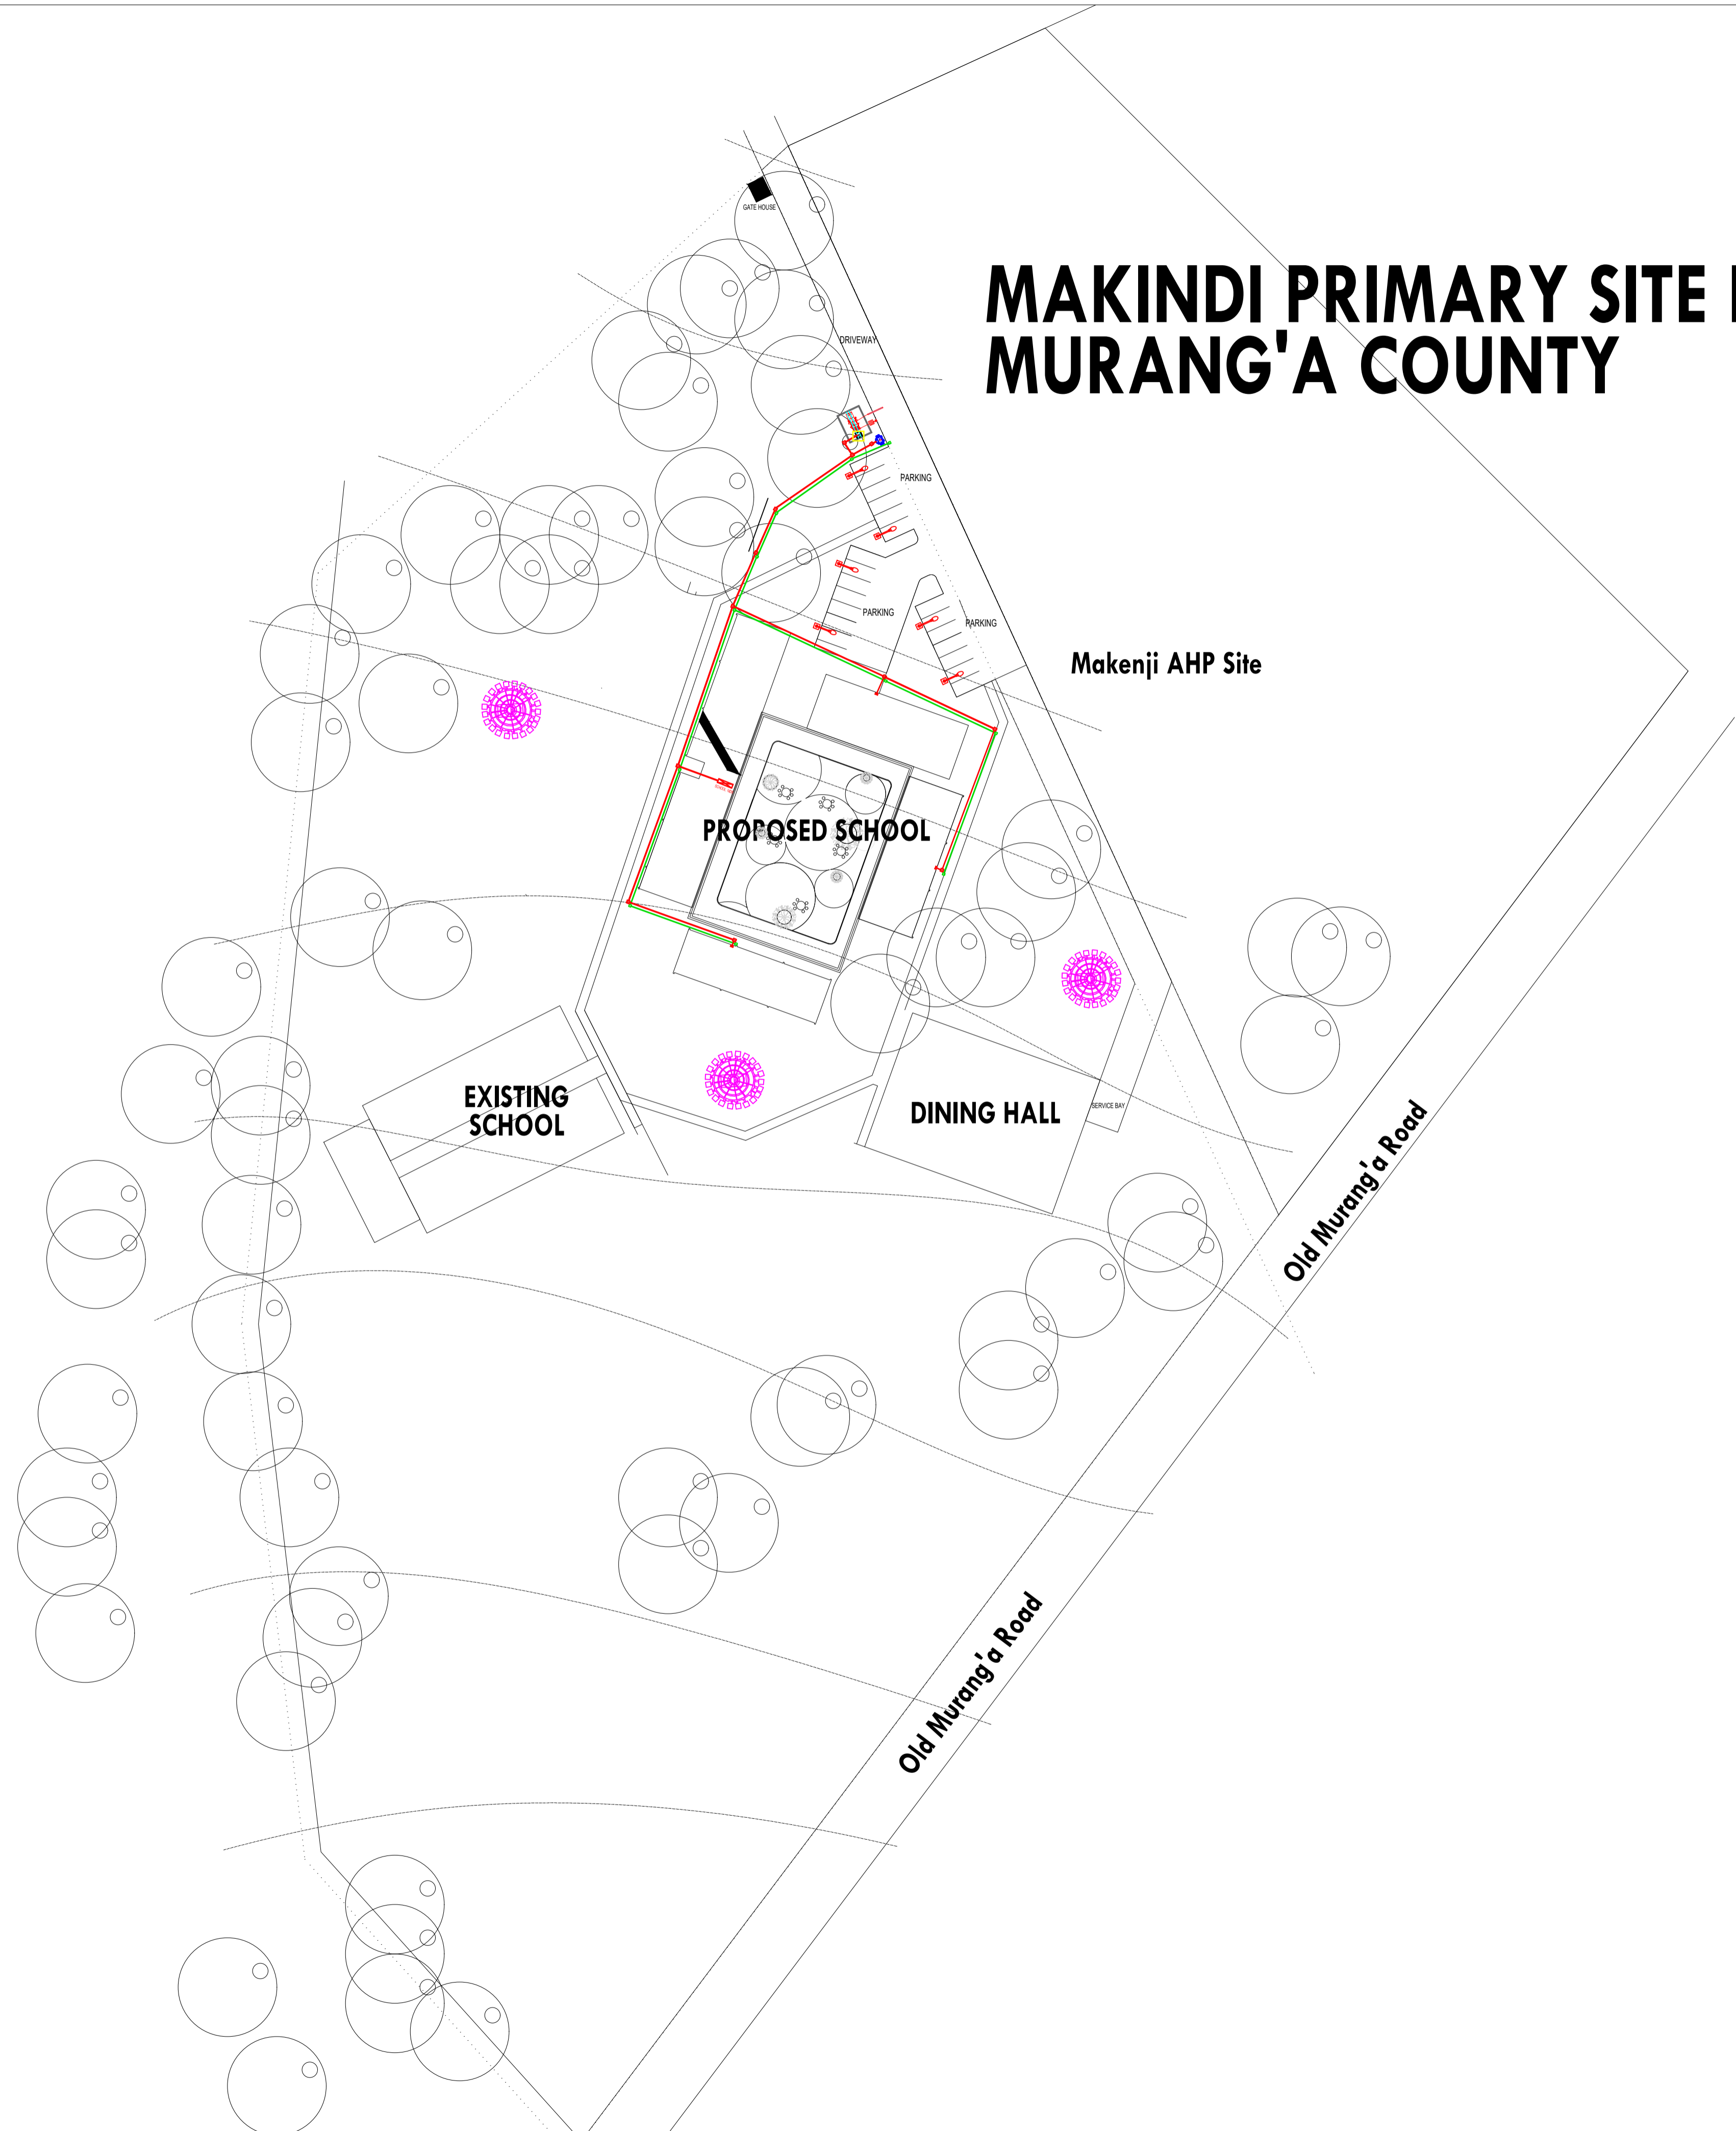 GATE HOUSE
MAKINDI PRIMARY SITE
MURANG'A COUNTY
DRIVEWAY
PARKING
PARKING
PARKING
Makenji AHP Site
PROPOSED SCHOOL
EXISTING
SCHOOL
DINING HALL
SERVICE BAY
Old Murang'a Road
Old Murang'a Road